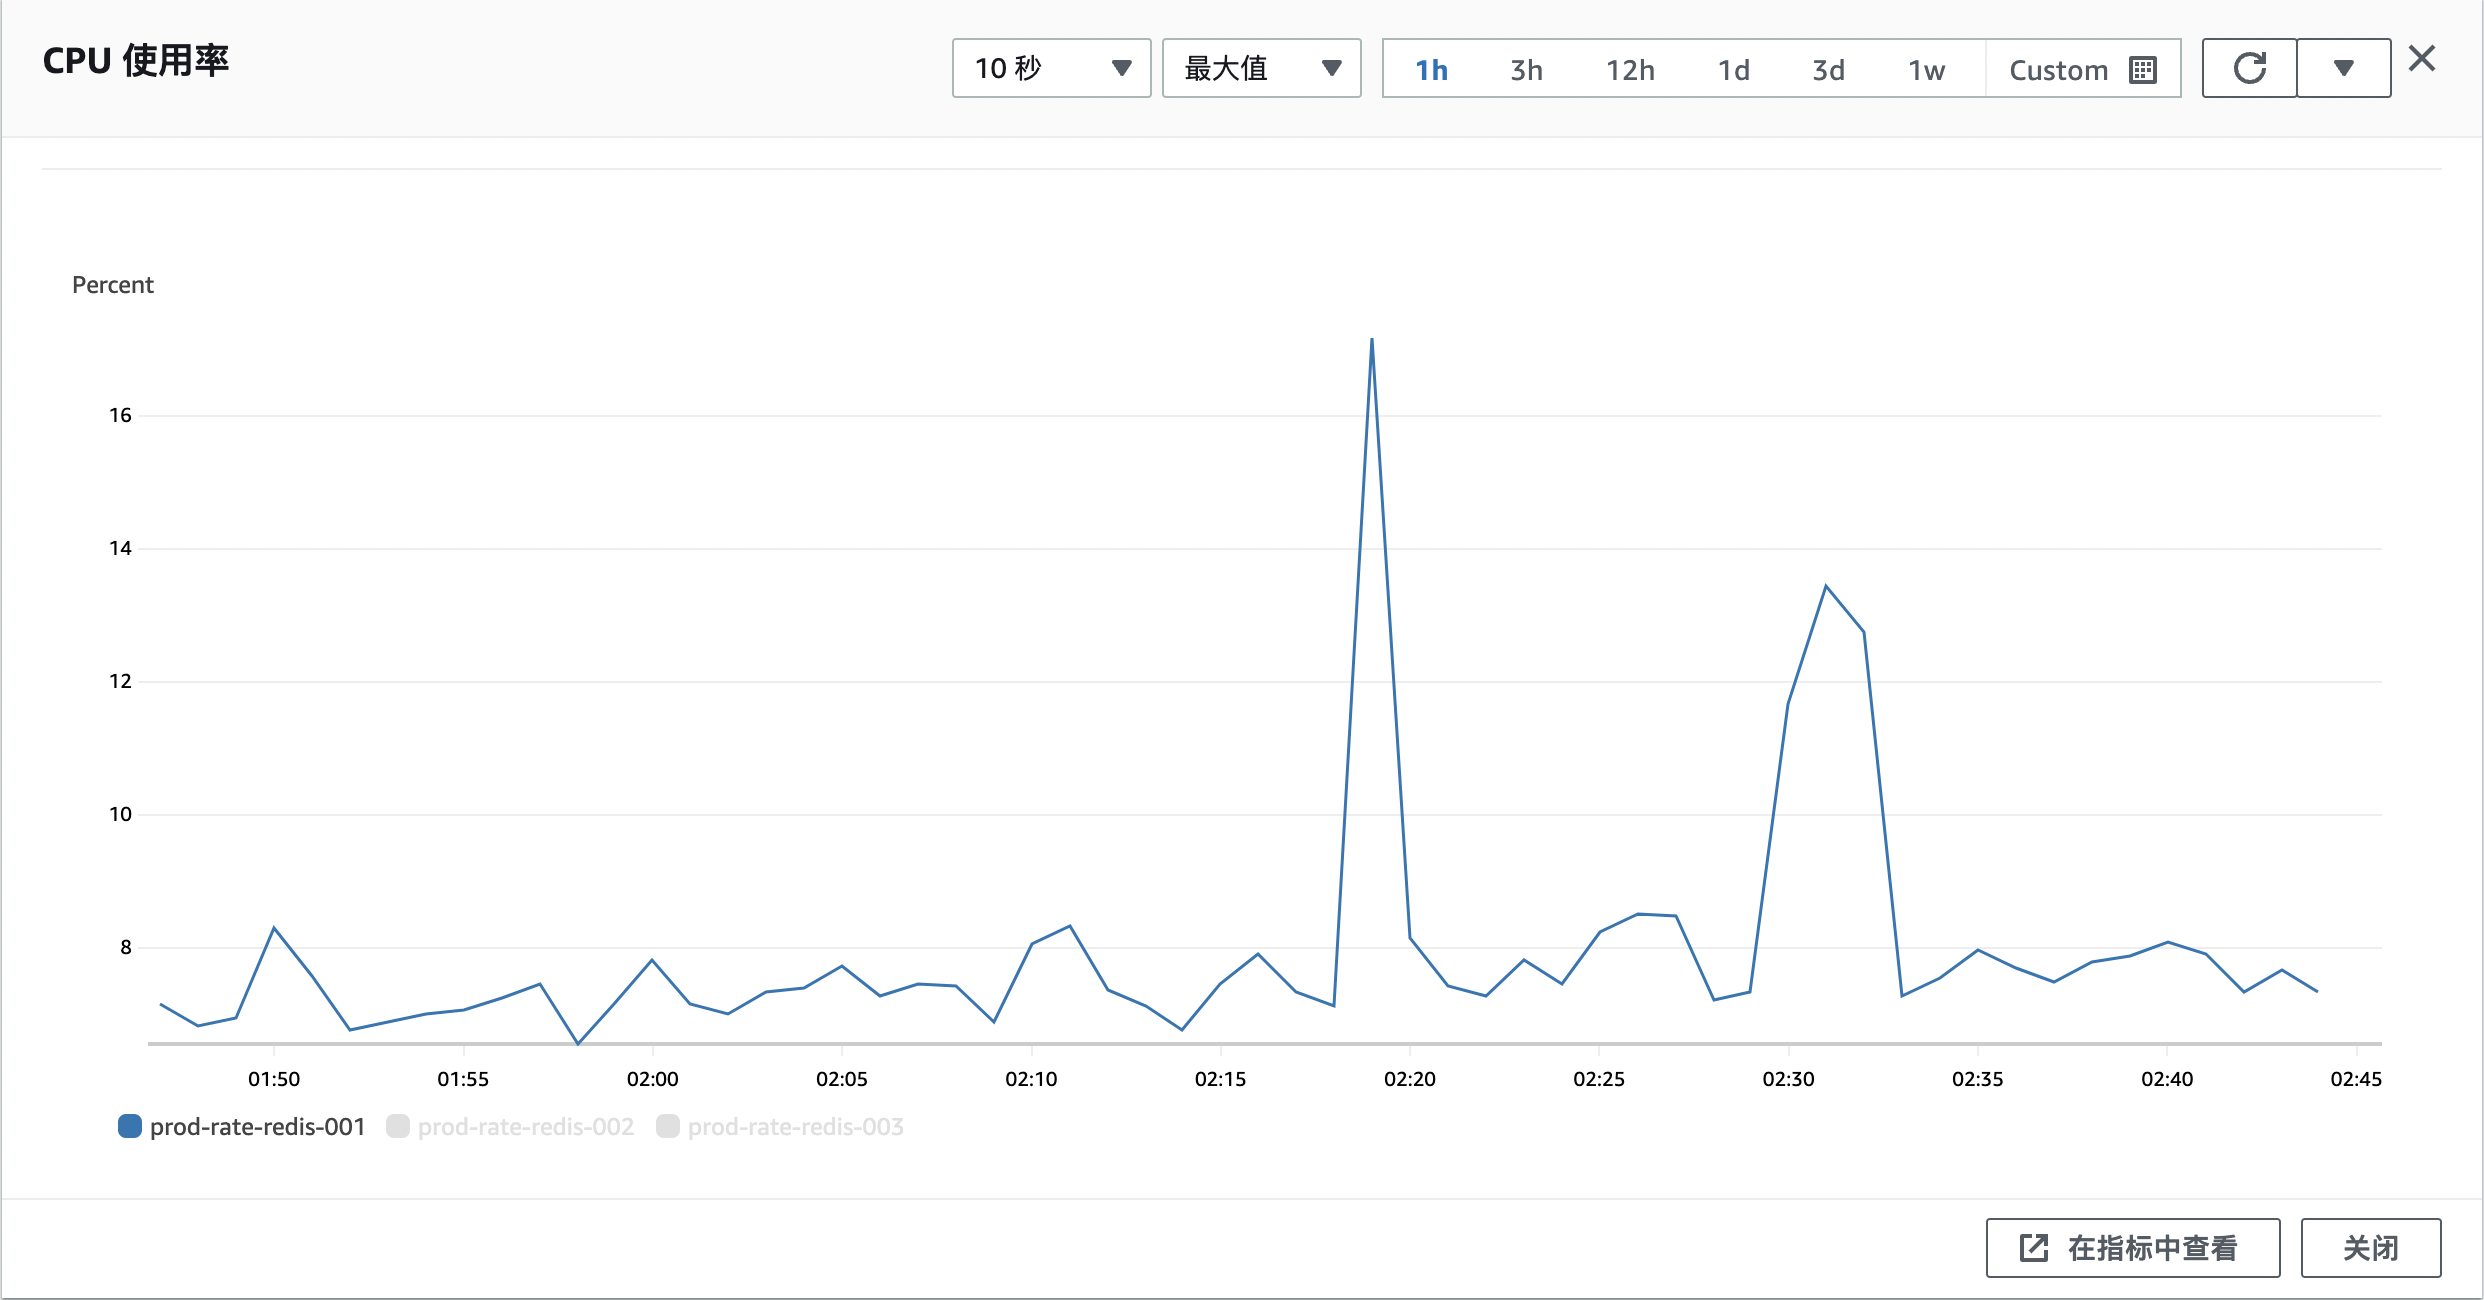 CPU 使用率
10 秒
最大值
1h 3h 12h 1d 3d 1w Custom
Percent
16
14
12
10
8
01:50 01:55 02:00 02:05 02:10 02:15 02:20 02:25 02:30 02:35 02:40 02:45
prod-rate-redis-001 prod-rate-redis-002 prod-rate-redis-003
在指标中查看
关闭